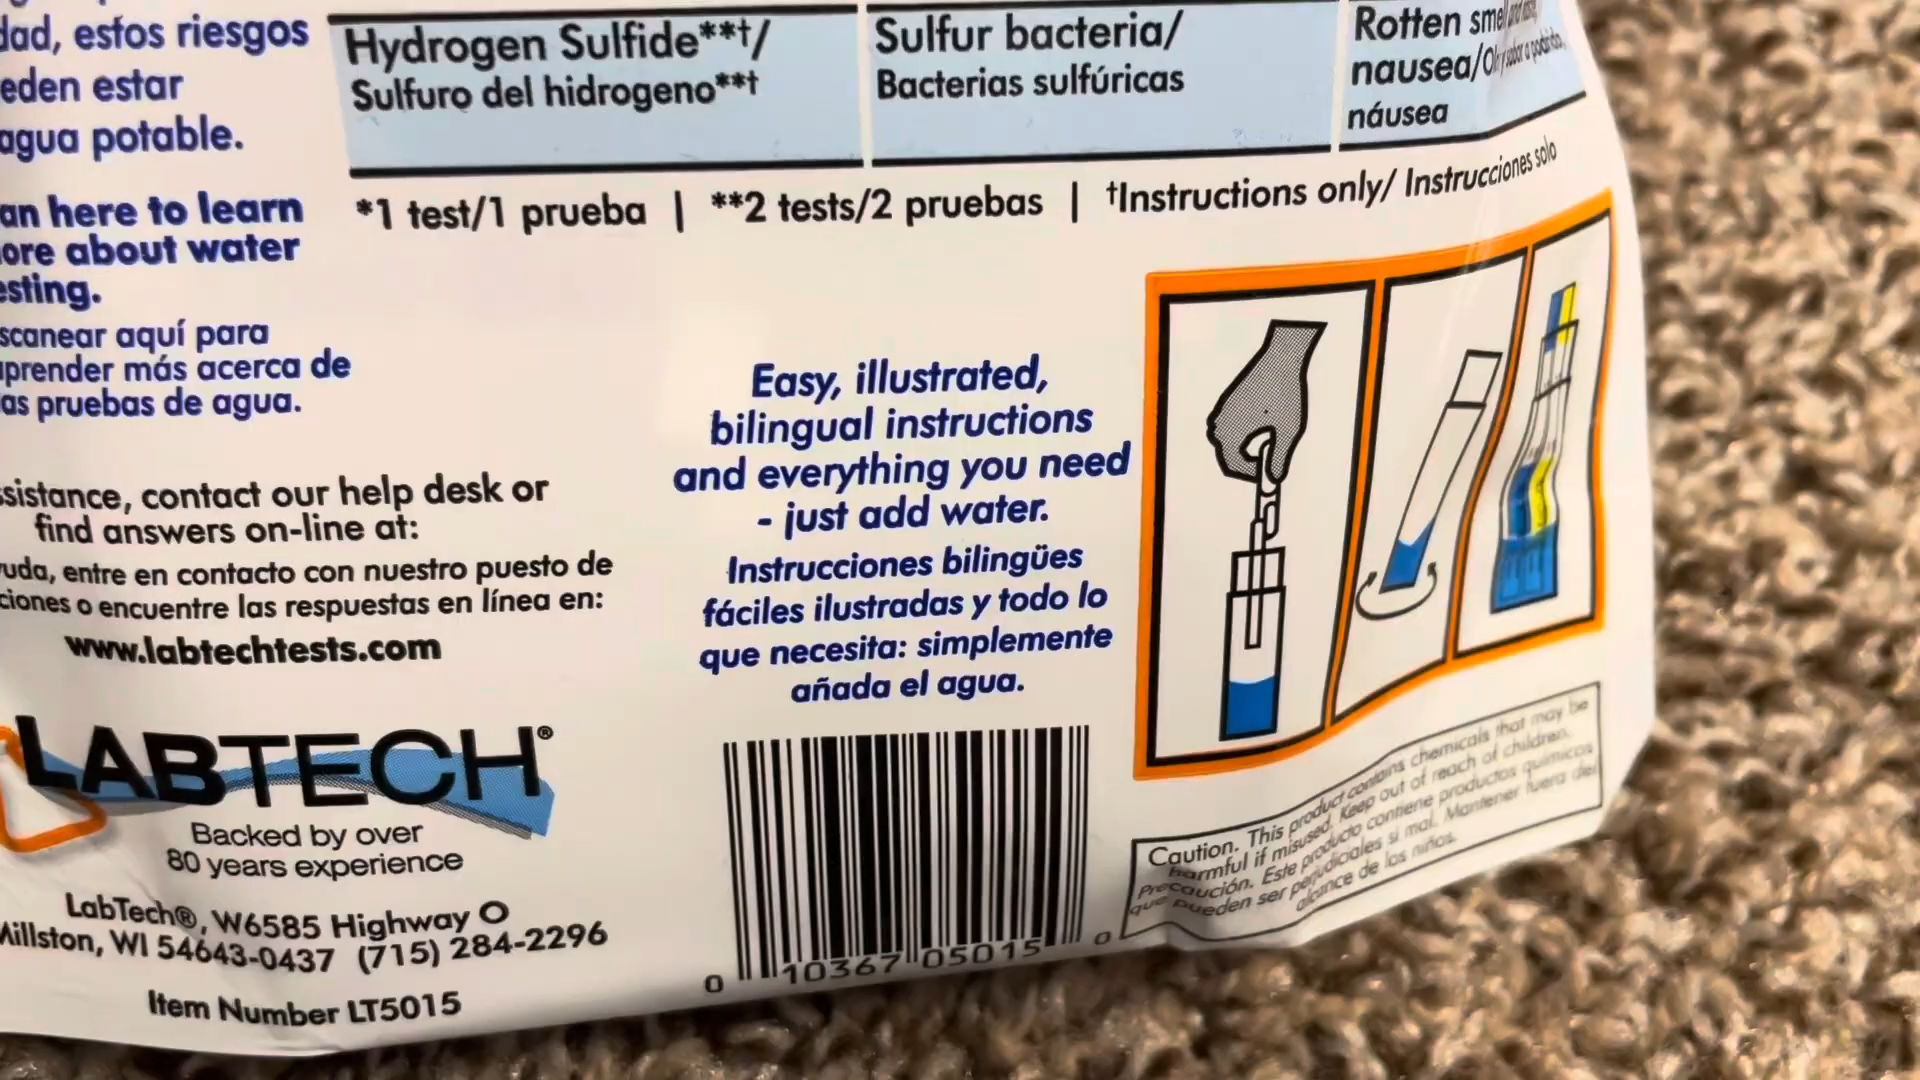 dad, estos riesgos
eden estar
agua potable.
Hydrogen Sulfide**†/
Sulfuro del hidrogeno**†
Sulfur bacteria/
Bacterias sulfúricas
Rotten smell
nausea/
náusea
*1 test/1 prueba | **2 tests/2 pruebas | †Instructions only/ Instrucciones solo
an here to learn
ore about water
esting.
scanear aquí para
prender más acerca de
as pruebas de agua.
Easy, illustrated,
bilingual instructions
and everything you need
- just add water.
Instrucciones bilingües
fáciles ilustradas y todo lo
que necesita: simplemente
añada el agua.
ssistance, contact our help desk or
find answers on-line at:
uda, entre en contacto con nuestro puesto de
ciones o encuentre las respuestas en línea en:
www.labtechtests.com
LABTECH®
Backed by over
80 years experience
LabTech®, W6585 Highway O
Millston, WI 54643-0437 (715) 284-2296
Item Number LT5015
0 10367 05015 0
Caution. This product contains chemicals that may be
harmful if misused. Keep out of reach of children.
Precaución. Este producto contiene productos químicos
que pueden ser perjudiciales si mal. Mantener fuera del
alcance de los niños.